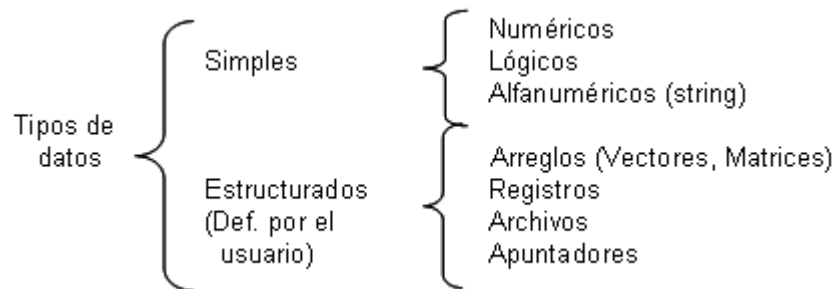 Tipos de
datos
Simples
Numéricos
Lógicos
Alfanuméricos (string)
Estructurados
(Def. por el
usuario)
Arreglos (Vectores, Matrices)
Registros
Archivos
Apuntadores